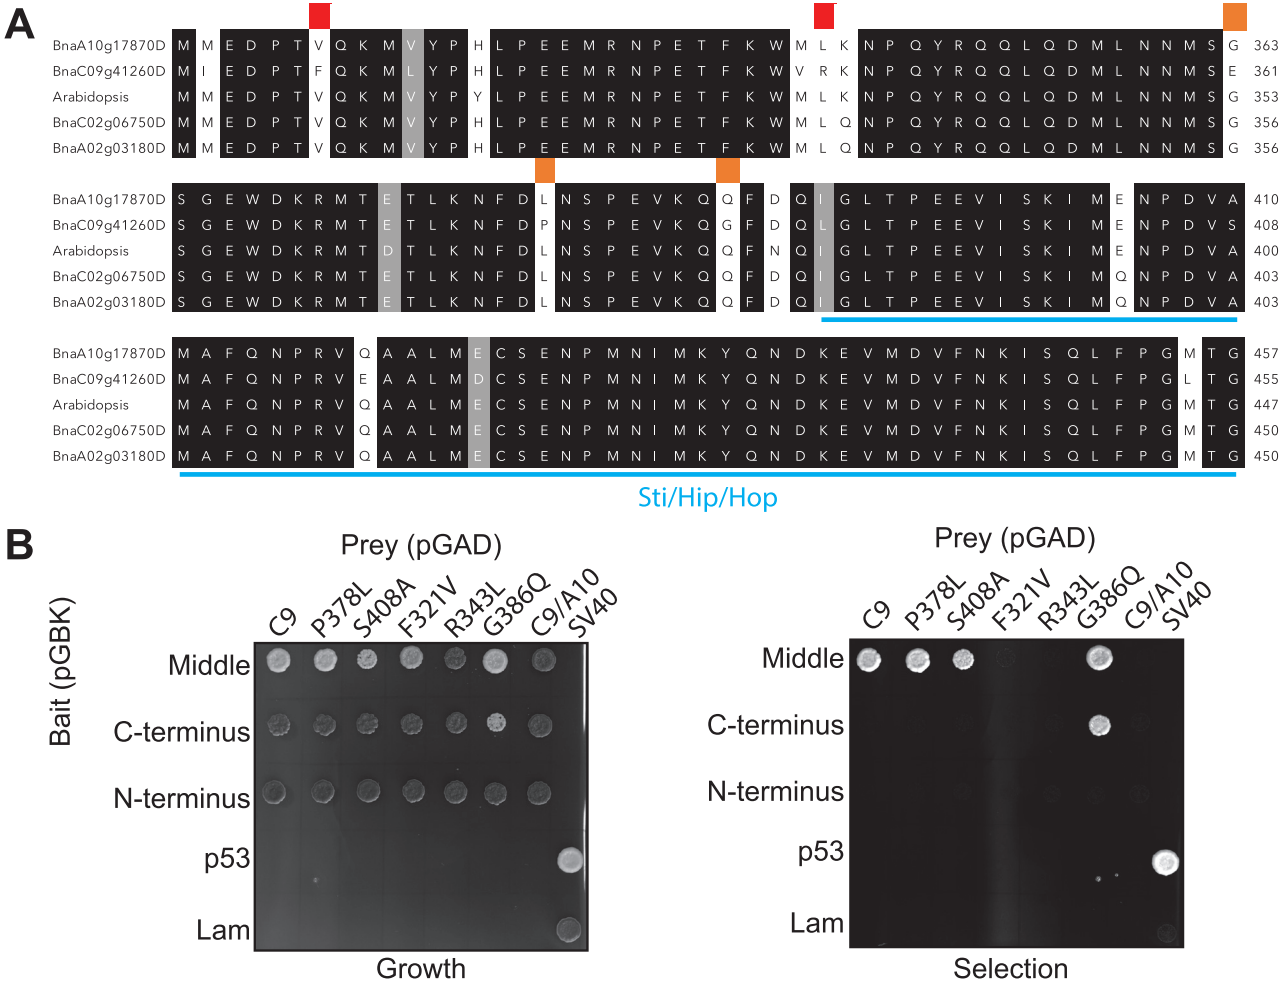 A
BnaA10g17870D M M E D P T V Q K M V Y P H L P E E M R N P E T F K W M L K N P Q Y R Q Q L Q D M L N N M S G 363
BnaC09g41260D M I E D P T F Q K M L Y P H L P E E M R N P E T F K W V R K N P Q Y R Q Q L Q D M L N N M S E 361
Arabidopsis M M E D P T V Q K M V Y P Y L P E E M R N P E T F K W M L K N P Q Y R Q Q L Q D M L N N M S G 353
BnaC02g06750D M M E D P T V Q K M V Y P H L P E E M R N P E T F K W M L Q N P Q Y R Q Q L Q D M L N N M S G 356
BnaA02g03180D M M E D P T V Q K M V Y P H L P E E M R N P E T F K W M L Q N P Q Y R Q Q L Q D M L N N M S G 356
BnaA10g17870D S G E W D K R M T E T L K N F D L N S P E V K Q Q F D Q I G L T P E E V I S K I M E N P D V A 410
BnaC09g41260D S G E W D K R M T E T L K N F D P N S P E V K Q G F D Q L G L T P E E V I S K I M E N P D V S 408
Arabidopsis S G E W D K R M T D T L K N F D L N S P E V K Q Q F N Q I G L T P E E V I S K I M E N P D V A 400
BnaC02g06750D S G E W D K R M T E T L K N F D L N S P E V K Q Q F D Q I G L T P E E V I S K I M Q N P D V A 403
BnaA02g03180D S G E W D K R M T E T L K N F D L N S P E V K Q Q F D Q I G L T P E E V I S K I M Q N P D V A 403
BnaA10g17870D M A F Q N P R V Q A A L M E C S E N P M N I M K Y Q N D K E V M D V F N K I S Q L F P G M T G 457
BnaC09g41260D M A F Q N P R V E A A L M D C S E N P M N I M K Y Q N D K E V M D V F N K I S Q L F P G L T G 455
Arabidopsis M A F Q N P R V Q A A L M E C S E N P M N I M K Y Q N D K E V M D V F N K I S Q L F P G M T G 447
BnaC02g06750D M A F Q N P R V Q A A L M E C S E N P M N I M K Y Q N D K E V M D V F N K I S Q L F P G M T G 450
BnaA02g03180D M A F Q N P R V Q A A L M E C S E N P M N I M K Y Q N D K E V M D V F N K I S Q L F P G M T G 450
Sti/Hip/Hop
B
Prey (pGAD)
C9 P378L S408A F321V R343L G386Q C9/A10 SV40
Bait (pGBK)
Middle
C-terminus
N-terminus
p53
Lam
Growth
Prey (pGAD)
C9 P378L S408A F321V R343L G386Q C9/A10 SV40
Middle
C-terminus
N-terminus
p53
Lam
Selection